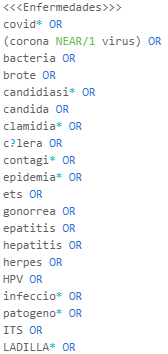 <<<Enfermedades>>>
covid* OR
(corona NEAR/1 virus) OR
bacteria OR
brote OR
candidiasi* OR
candida OR
clamidia* OR
c?lera OR
contagi* OR
epidemia* OR
ets OR
gonorrea OR
epatitis OR
hepatitis OR
herpes OR
HPV OR
infeccio* OR
patogeno* OR
ITS OR
LADILLA* OR